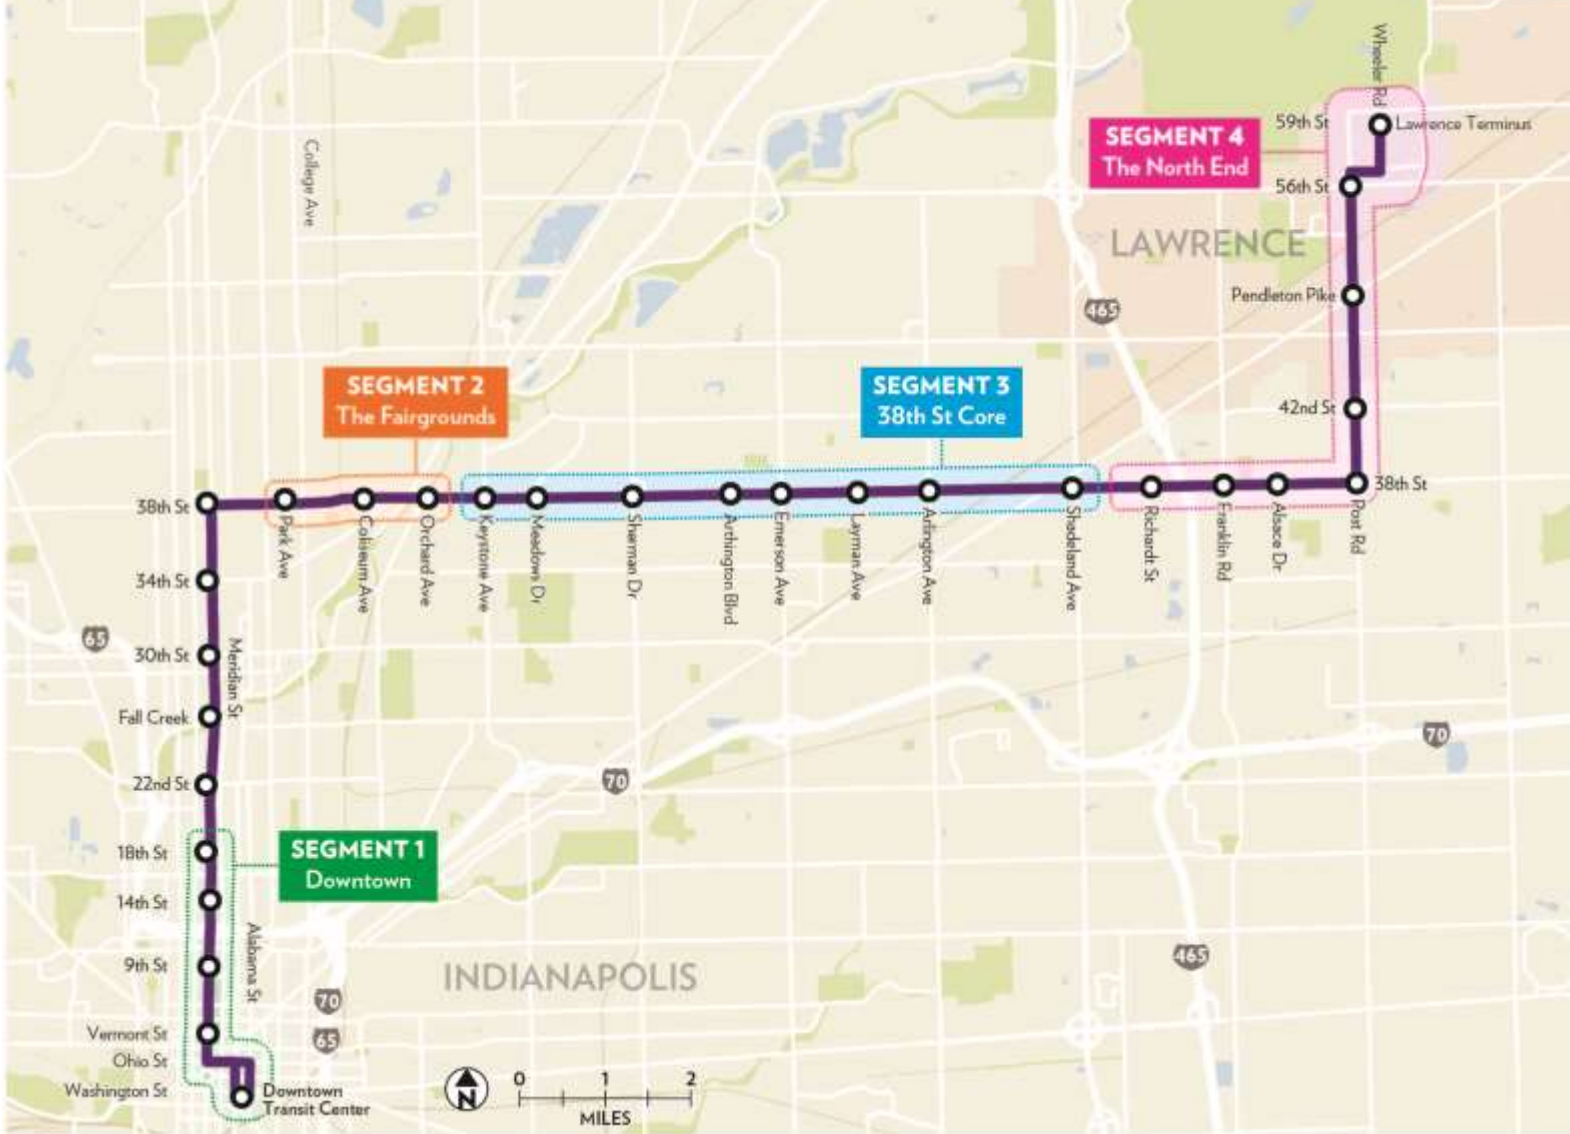 Wheeler Rd
59th St
Lawrence Terminus
SEGMENT 4
The North End
56th St
College Ave
LAWRENCE
Pendleton Pike
465
SEGMENT 2
The Fairgrounds
SEGMENT 3
38th St Core
42nd St
38th St
38th St
Park Ave
Coliseum Ave
Orchard Ave
Keystone Ave
Meadows Dr
Sherman Dr
Arthington Blvd
Emerson Ave
Layman Ave
Arlington Ave
Shadeland Ave
Richardt St
Franklin Rd
Alsace Dr
Post Rd
34th St
65
30th St
Meridian St
Fall Creek
70
22nd St
70
18th St
SEGMENT 1
Downtown
14th St
Alabama St
9th St
INDIANAPOLIS
465
70
Vermont St
65
Ohio St
Washington St
Downtown
Transit Center
N
0 1 2
MILES